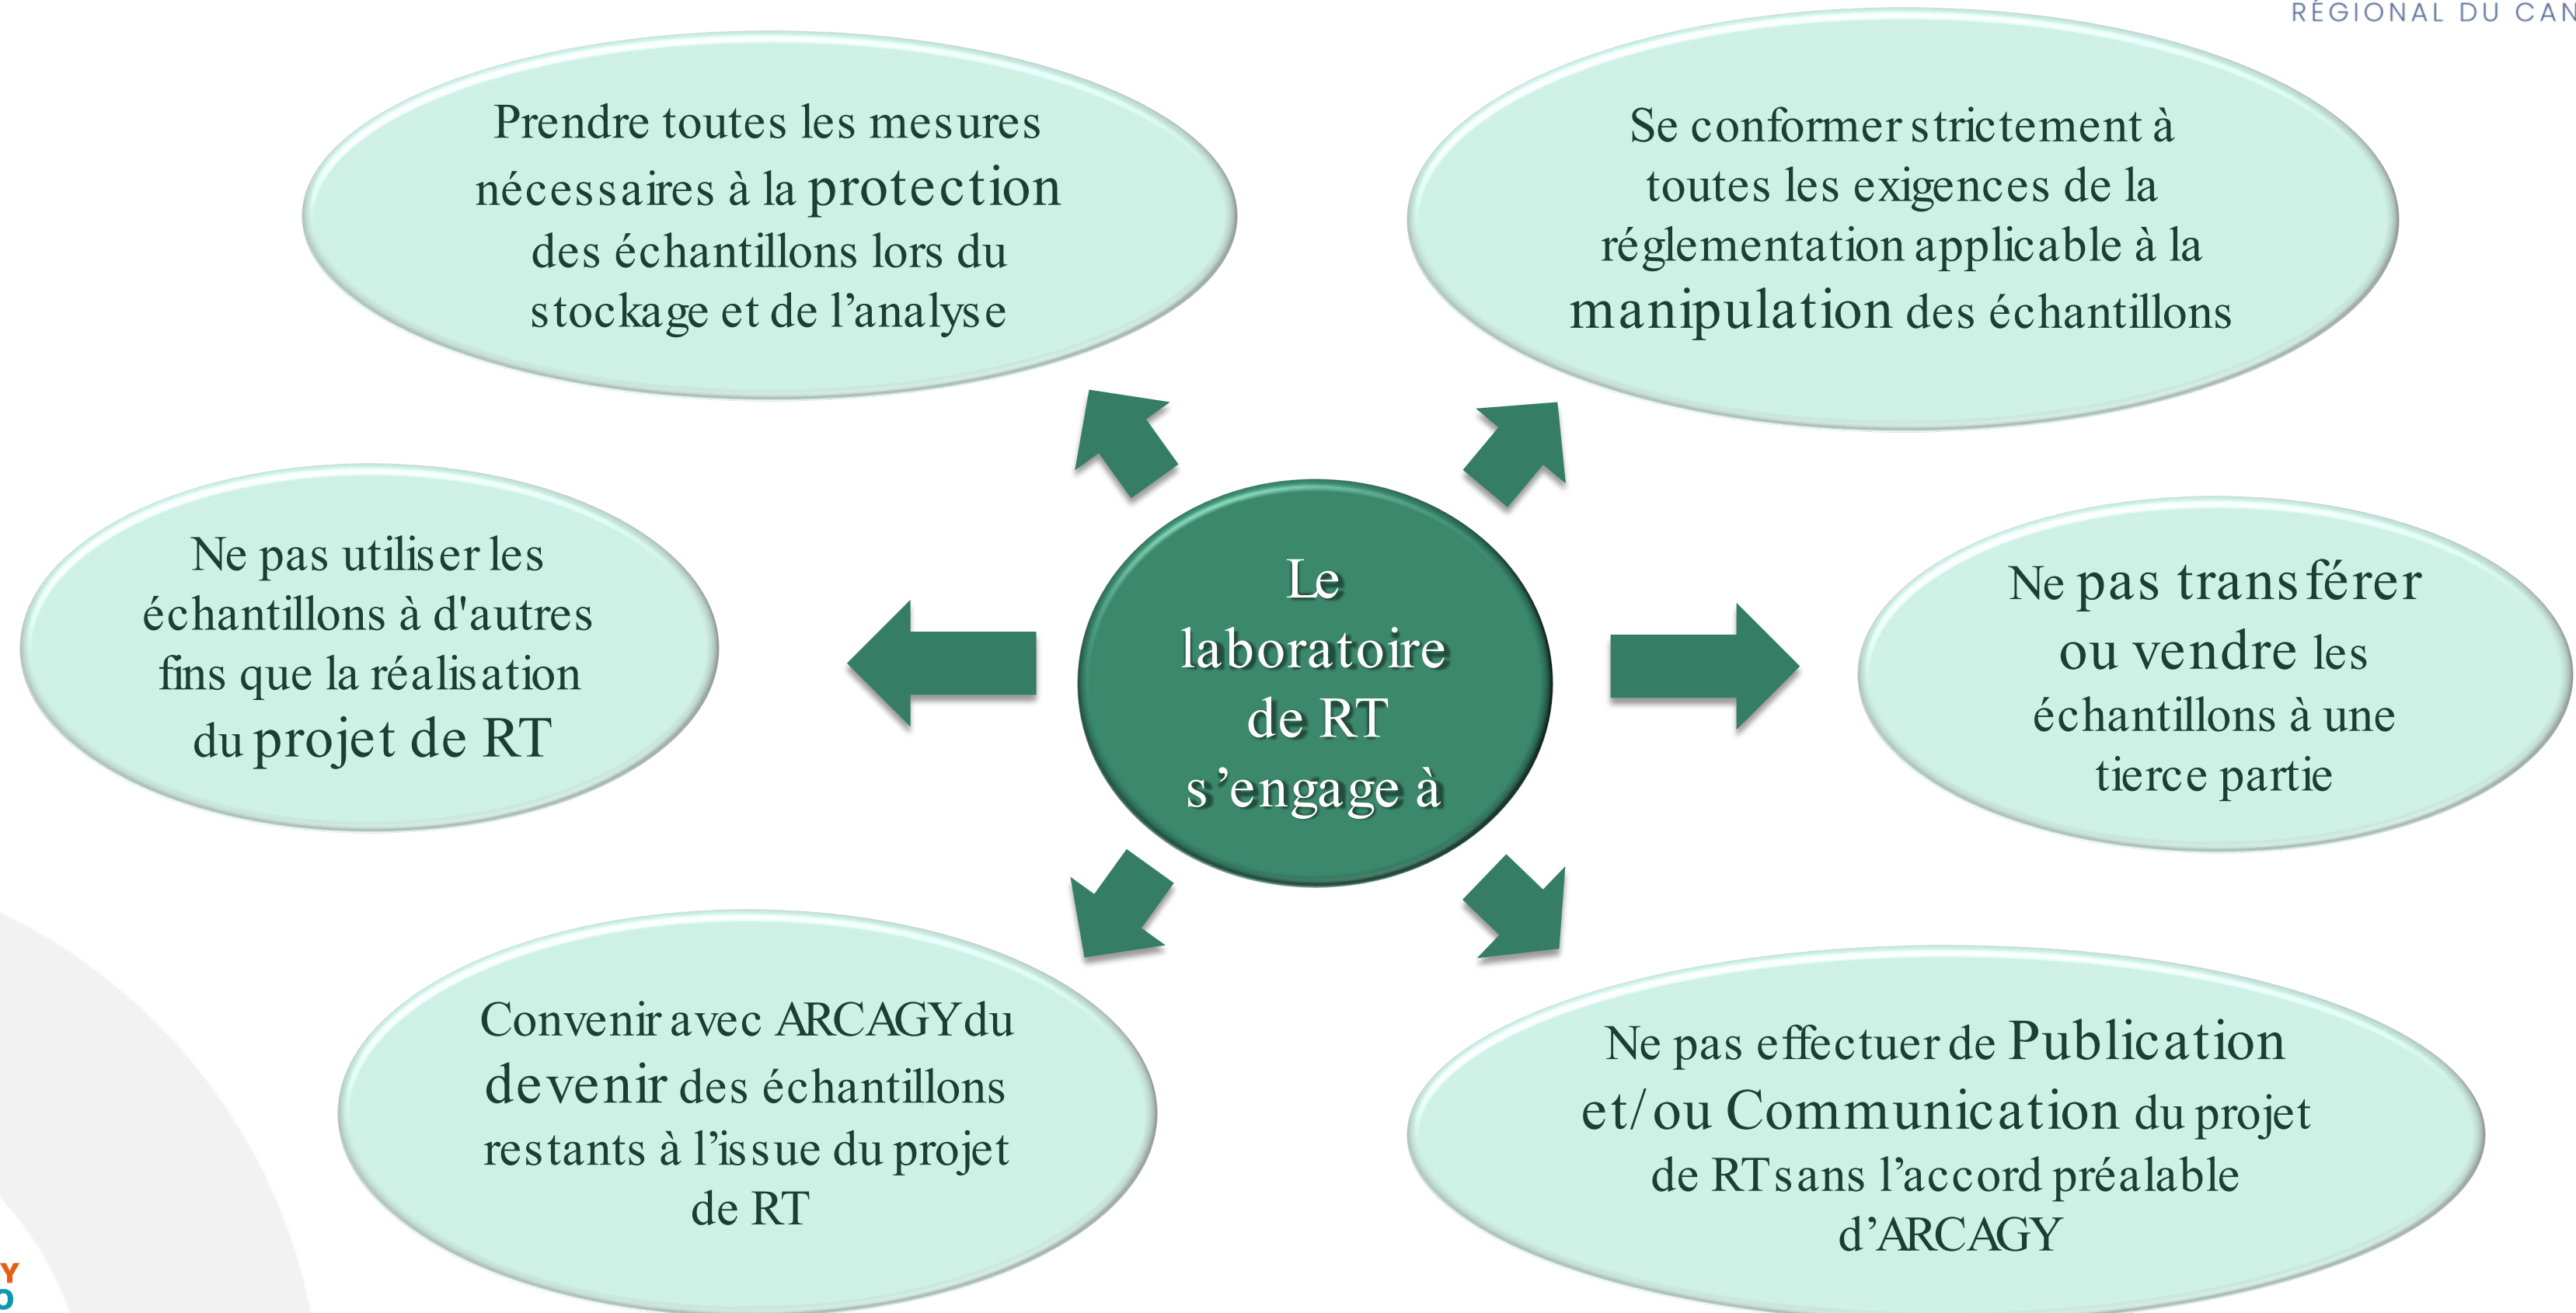 RÉGIONAL DU CAN
Prendre toutes les mesures
nécessaires à la protection
des échantillons lors du
stockage et de l’analyse
Se conformer strictement à
toutes les exigences de la
réglementation applicable à la
manipulation des échantillons
Ne pas utiliser les
échantillons à d'autres
fins que la réalisation
du projet de RT
Le
laboratoire
de RT
s’engage à
Ne pas transférer
ou vendre les
échantillons à une
tierce partie
Convenir avec ARCAGY du
devenir des échantillons
restants à l’issue du projet
de RT
Ne pas effectuer de Publication
et/ou Communication du projet
de RT sans l’accord préalable
d’ARCAGY
Y
O